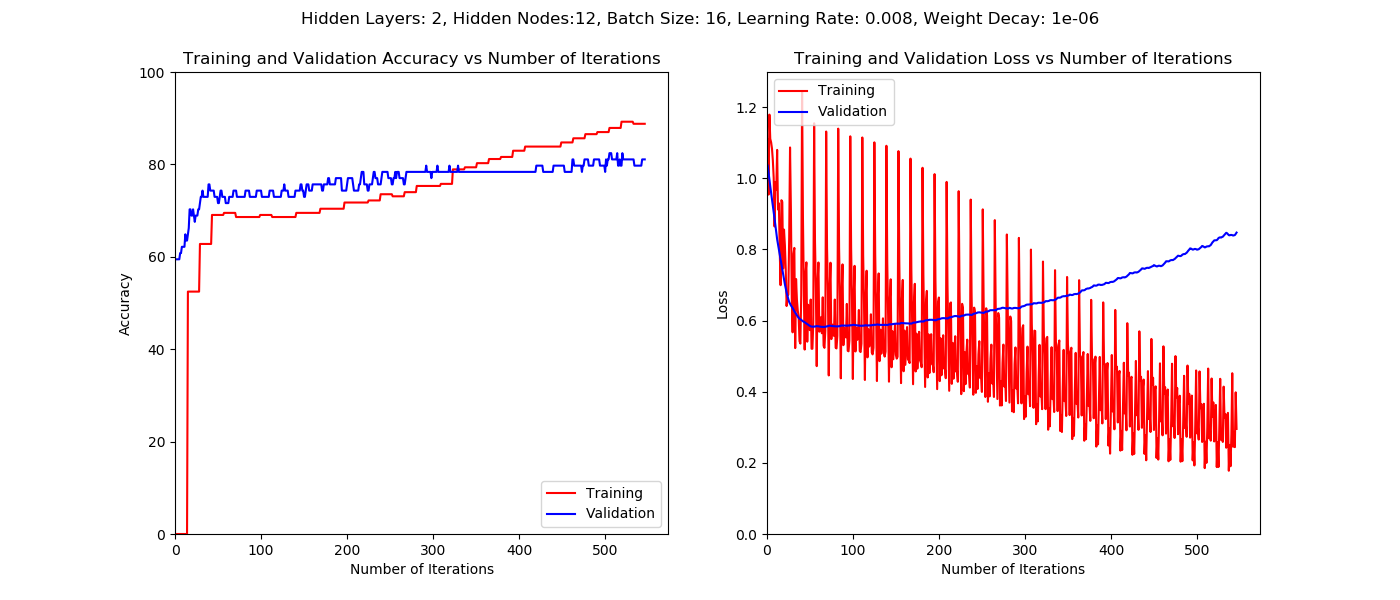 Hidden Layers: 2, Hidden Nodes:12, Batch Size: 16, Learning Rate: 0.008, Weight Decay: 1e-06
Training and Validation Accuracy vs Number of Iterations
100
80
60
40
20
0
Accuracy
0 100 200 300 400 500
Number of Iterations
Training
Validation
Training and Validation Loss vs Number of Iterations
Training
Validation
1.2
1.0
0.8
0.6
0.4
0.2
0.0
Loss
0 100 200 300 400 500
Number of Iterations